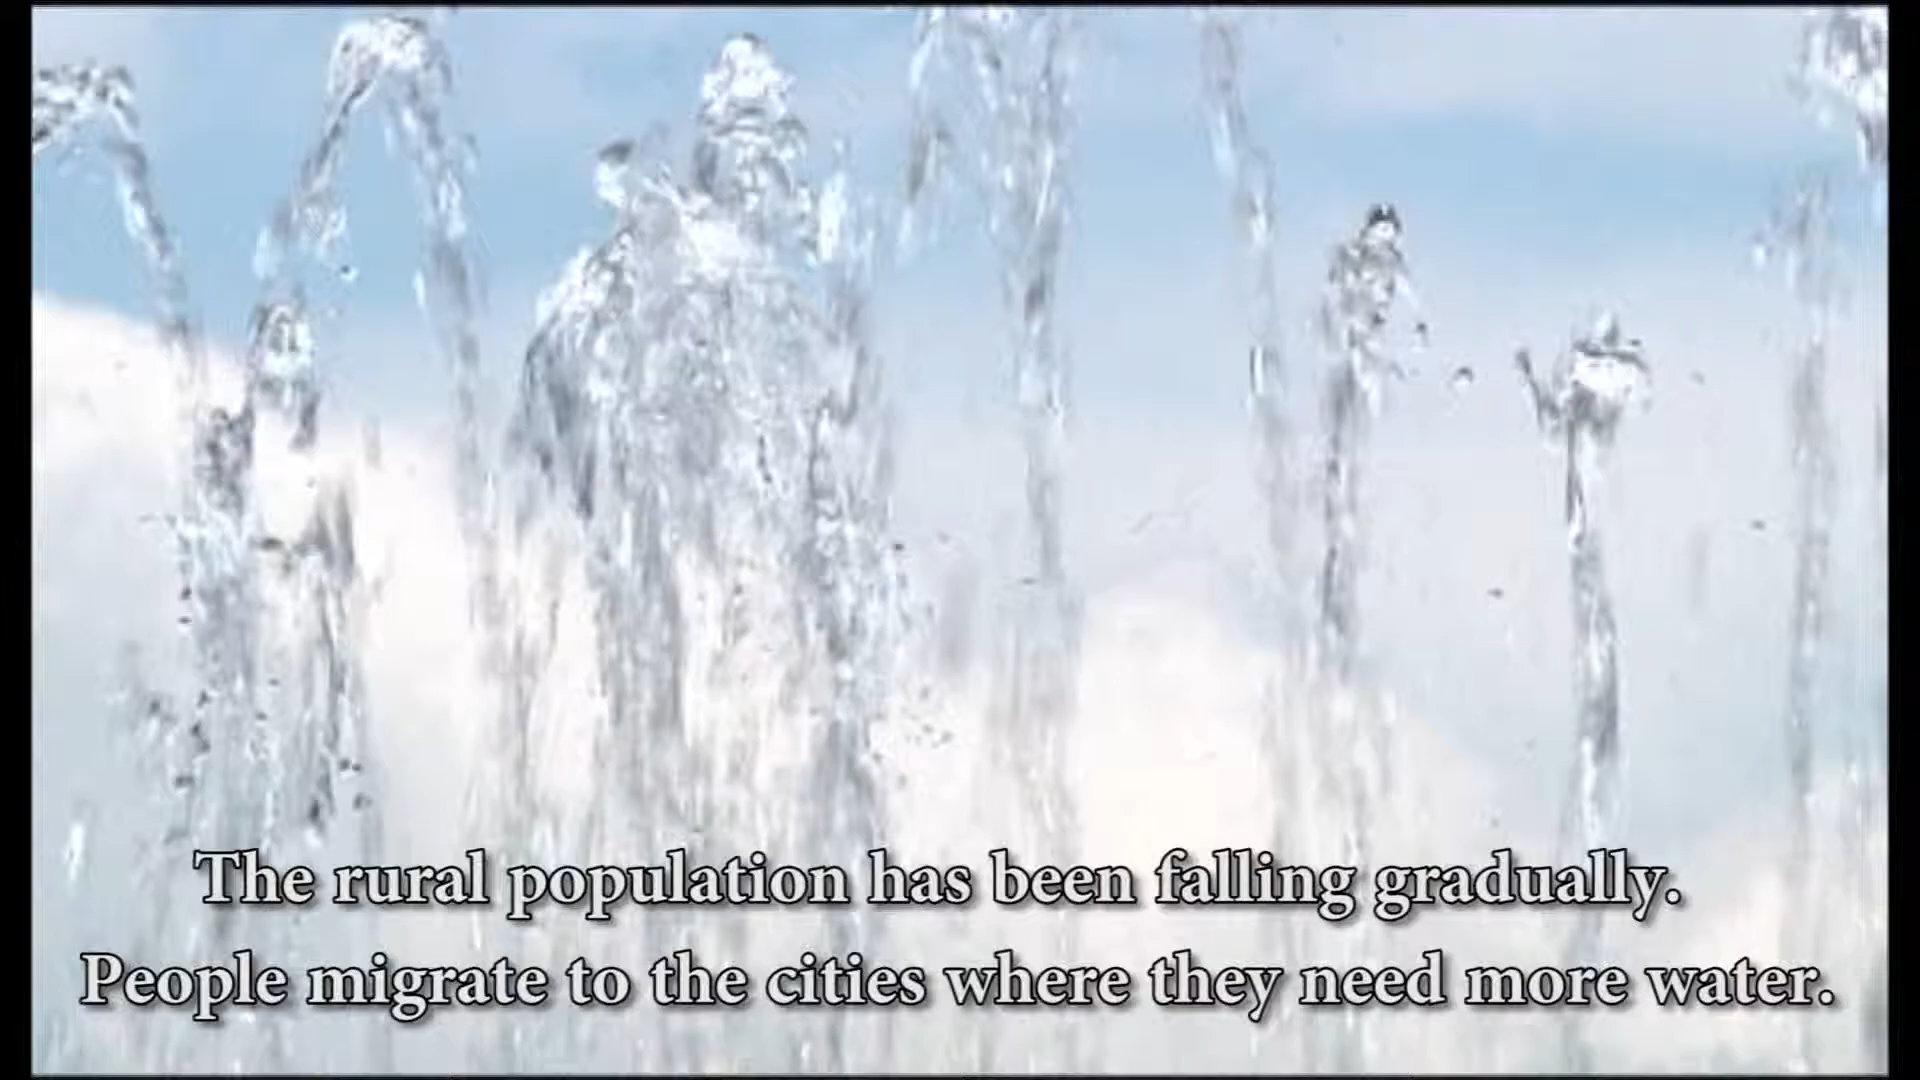 The rural population has been falling gradually.
People migrate to the cities where they need more water.